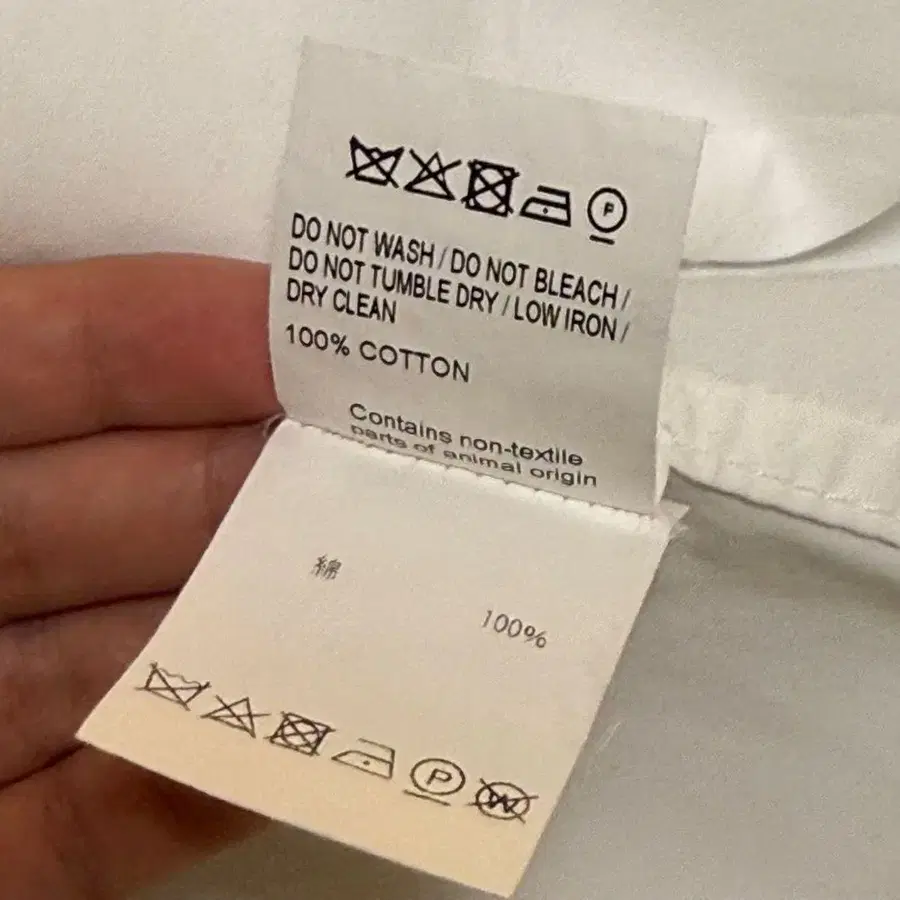 P
DO NOT WASH / DO NOT BLEACH /
DO NOT TUMBLE DRY / LOW IRON /
DRY CLEAN
100% COTTON
Contains non-textile
parts of animal origin
綿 100%
P W